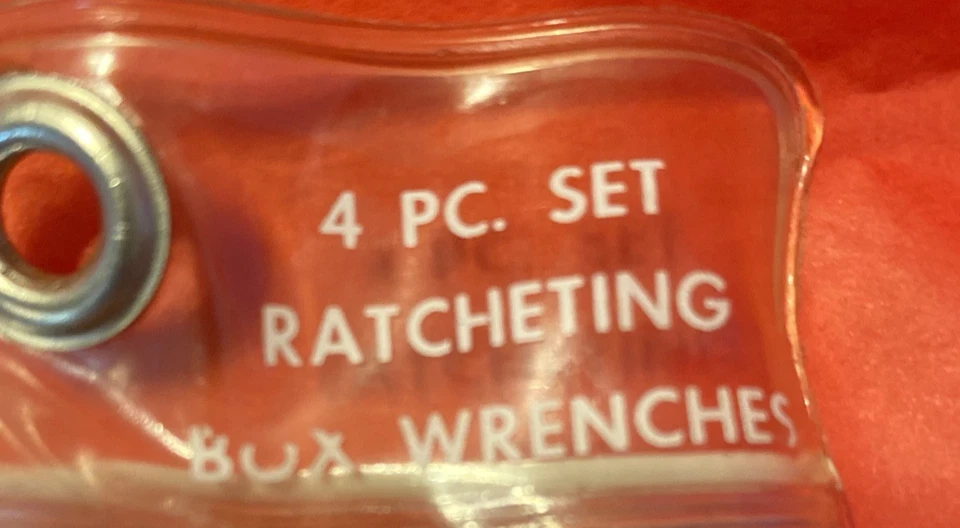 4 PC. SET
RATCHETING
BOX WRENCHES